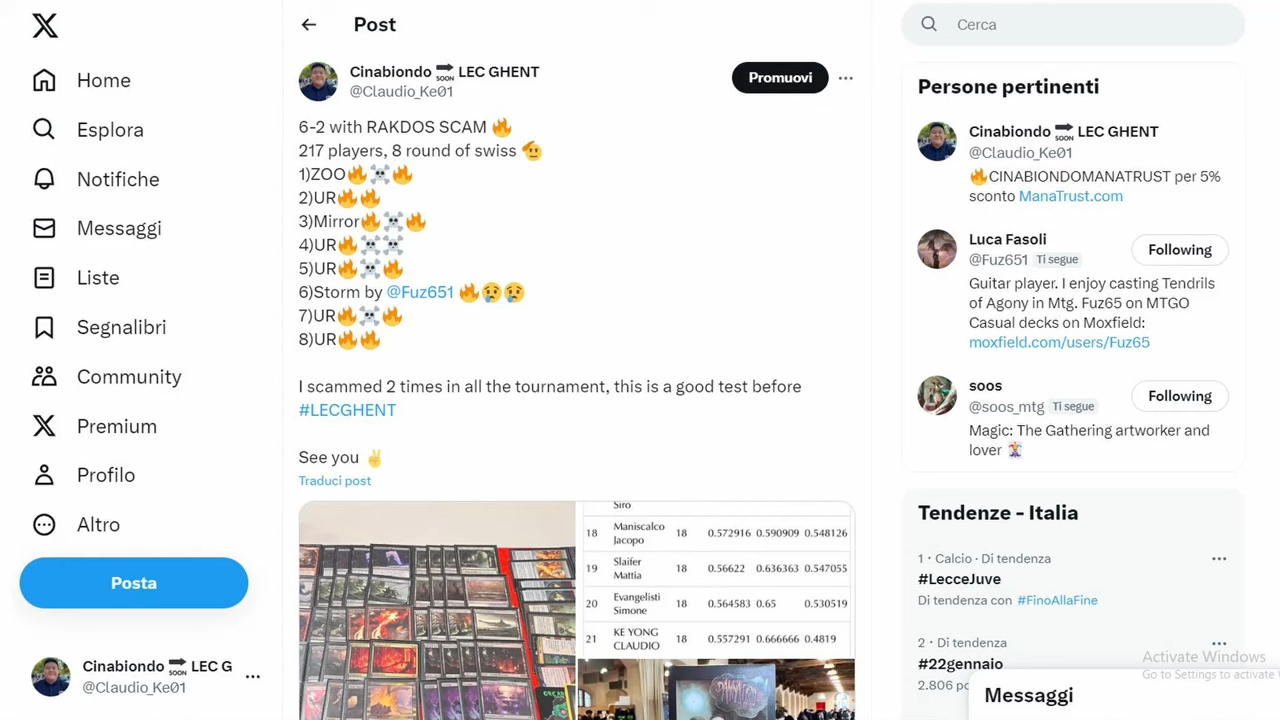 Home
Esplora
Notifiche
Messaggi
Liste
Segnalibri
Community
Premium
Profilo
Altro
Posta
Cinabiondo 🔜 LEC G
@Claudio_Ke01
Post
Cinabiondo 🔜 LEC GHENT
@Claudio_Ke01
Promuovi
6-2 with RAKDOS SCAM 🔥
217 players, 8 round of swiss 🫡
1)ZOO🔥☠️🔥
2)UR🔥🔥
3)Mirror🔥☠️🔥
4)UR🔥☠️☠️
5)UR🔥☠️🔥
6)Storm by @Fuz651 🔥😢😢
7)UR🔥☠️🔥
8)UR🔥🔥
I scammed 2 times in all the tournament, this is a good test before
#LECGHENT
See you ✌️
Traduci post
Siro
18 Maniscalco Jacopo 18 0.572916 0.590909 0.548126
19 Slaifer Mattia 18 0.56622 0.636363 0.547055
20 Evangelisti Simone 18 0.564583 0.65 0.530519
21 KE YONG CLAUDIO 18 0.557291 0.666666 0.4819
Cerca
Persone pertinenti
Cinabiondo 🔜 LEC GHENT
@Claudio_Ke01
🔥CINABIONDOMANATRUST per 5%
sconto ManaTrust.com
Luca Fasoli
@Fuz651 Ti segue
Following
Guitar player. I enjoy casting Tendrils
of Agony in Mtg. Fuz65 on MTGO
Casual decks on Moxfield:
moxfield.com/users/Fuz65
soos
@soos_mtg Ti segue
Following
Magic: The Gathering artworker and
lover 🃏
Tendenze - Italia
1 · Calcio · Di tendenza
#LecceJuve
Di tendenza con #FinoAllaFine
2 · Di tendenza
#22gennaio
2.806
Messaggi
Activate Windows
Go to Settings to activate